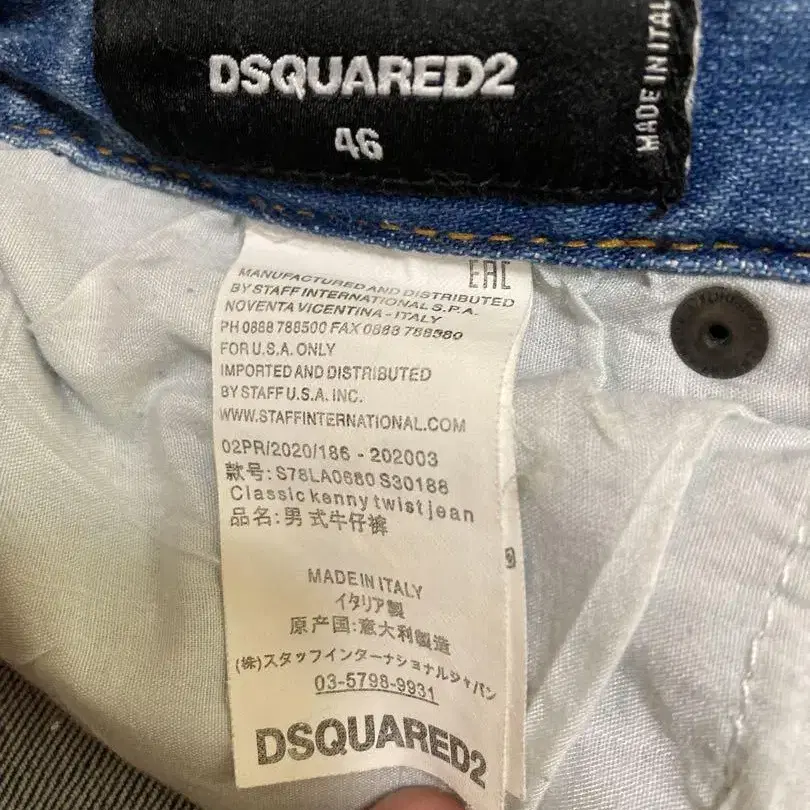 DSQUARED2
46
MADE IN ITAL
EAC
MANUFACTURED AND DISTRIBUTED
BY STAFF INTERNATIONAL S.P.A.
NOVENTA VICENTINA - ITALY
PH 0888 788500 FAX 0888 788580
FOR U.S.A. ONLY
IMPORTED AND DISTRIBUTED
BY STAFF U.S.A. INC.
WWW.STAFFINTERNATIONAL.COM
02PR/2020/186 - 202003
款号: S78LA0680 S30188
Classic kenny twist jean
品名: 男 式牛仔裤
MADE IN ITALY
イタリア製
原产国: 意大利製造
(株)スタッフインターナショナルジャパン
03-5798-9931
DSQUARED2